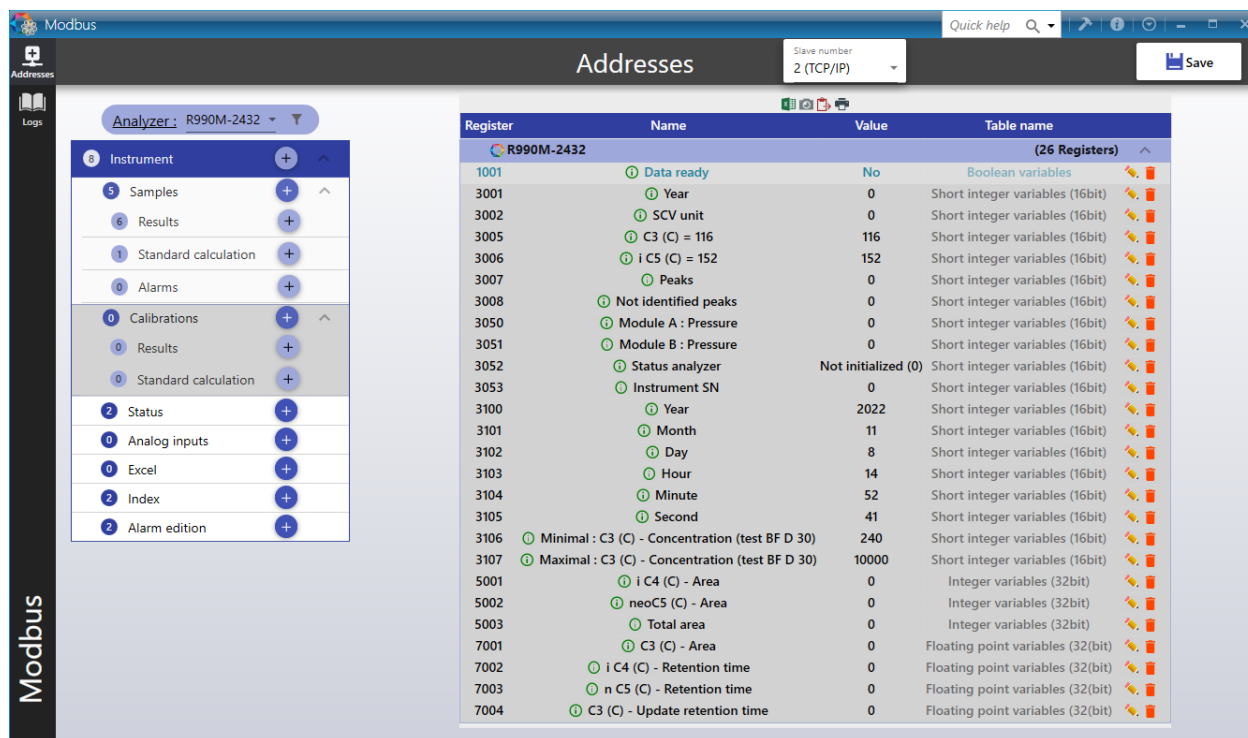 Modbus
Quick help
Addresses
Addresses
Slave number
2 (TCP/IP)
Save
Logs
Analyzer : R990M-2432
8 Instrument
5 Samples
6 Results
1 Standard calculation
0 Alarms
0 Calibrations
0 Results
0 Standard calculation
2 Status
0 Analog inputs
0 Excel
2 Index
2 Alarm edition
Modbus
Register Name Value Table name
R990M-2432 (26 Registers)
1001 Data ready No Boolean variables
3001 Year 0 Short integer variables (16bit)
3002 SCV unit 0 Short integer variables (16bit)
3005 C3 (C) = 116 116 Short integer variables (16bit)
3006 i C5 (C) = 152 152 Short integer variables (16bit)
3007 Peaks 0 Short integer variables (16bit)
3008 Not identified peaks 0 Short integer variables (16bit)
3050 Module A : Pressure 0 Short integer variables (16bit)
3051 Module B : Pressure 0 Short integer variables (16bit)
3052 Status analyzer Not initialized (0) Short integer variables (16bit)
3053 Instrument SN 0 Short integer variables (16bit)
3100 Year 2022 Short integer variables (16bit)
3101 Month 11 Short integer variables (16bit)
3102 Day 8 Short integer variables (16bit)
3103 Hour 14 Short integer variables (16bit)
3104 Minute 52 Short integer variables (16bit)
3105 Second 41 Short integer variables (16bit)
3106 Minimal : C3 (C) - Concentration (test BF D 30) 240 Short integer variables (16bit)
3107 Maximal : C3 (C) - Concentration (test BF D 30) 10000 Short integer variables (16bit)
5001 i C4 (C) - Area 0 Integer variables (32bit)
5002 neoC5 (C) - Area 0 Integer variables (32bit)
5003 Total area 0 Integer variables (32bit)
7001 C3 (C) - Area 0 Floating point variables (32(bit)
7002 i C4 (C) - Retention time 0 Floating point variables (32(bit)
7003 n C5 (C) - Retention time 0 Floating point variables (32(bit)
7004 C3 (C) - Update retention time 0 Floating point variables (32(bit)